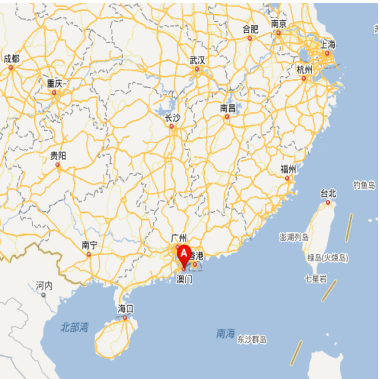 南京
合肥
上海
成都
武汉
杭州
重庆
南昌
长沙
贵阳
福州
钓鱼岛
台北
广州
澎湖列岛
南宁
A
香港
绿岛(火烧岛)
澳门
七星岩
河内
海口
北部湾
南海
东沙群岛